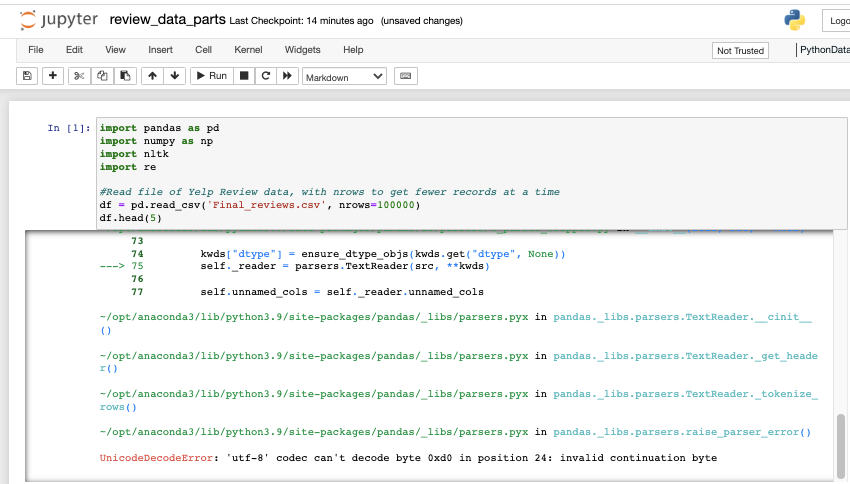 jupyter review_data_parts Last Checkpoint: 14 minutes ago (unsaved changes)
File Edit View Insert Cell Kernel Widgets Help
Not Trusted
PythonData
Run
Markdown
In [1]: import pandas as pd
import numpy as np
import nltk
import re
#Read file of Yelp Review data, with nrows to get fewer records at a time
df = pd.read_csv('Final_reviews.csv', nrows=100000)
df.head(5)
73
74 kwds["dtype"] = ensure_dtype_objs(kwds.get("dtype", None))
---> 75 self._reader = parsers.TextReader(src, **kwds)
76
77 self.unnamed_cols = self._reader.unnamed_cols
~/opt/anaconda3/lib/python3.9/site-packages/pandas/_libs/parsers.pyx in pandas._libs.parsers.TextReader.__cinit__
()
~/opt/anaconda3/lib/python3.9/site-packages/pandas/_libs/parsers.pyx in pandas._libs.parsers.TextReader._get_heade
r()
~/opt/anaconda3/lib/python3.9/site-packages/pandas/_libs/parsers.pyx in pandas._libs.parsers.TextReader._tokenize_
rows()
~/opt/anaconda3/lib/python3.9/site-packages/pandas/_libs/parsers.pyx in pandas._libs.parsers.raise_parser_error()
UnicodeDecodeError: 'utf-8' codec can't decode byte 0xd0 in position 24: invalid continuation byte